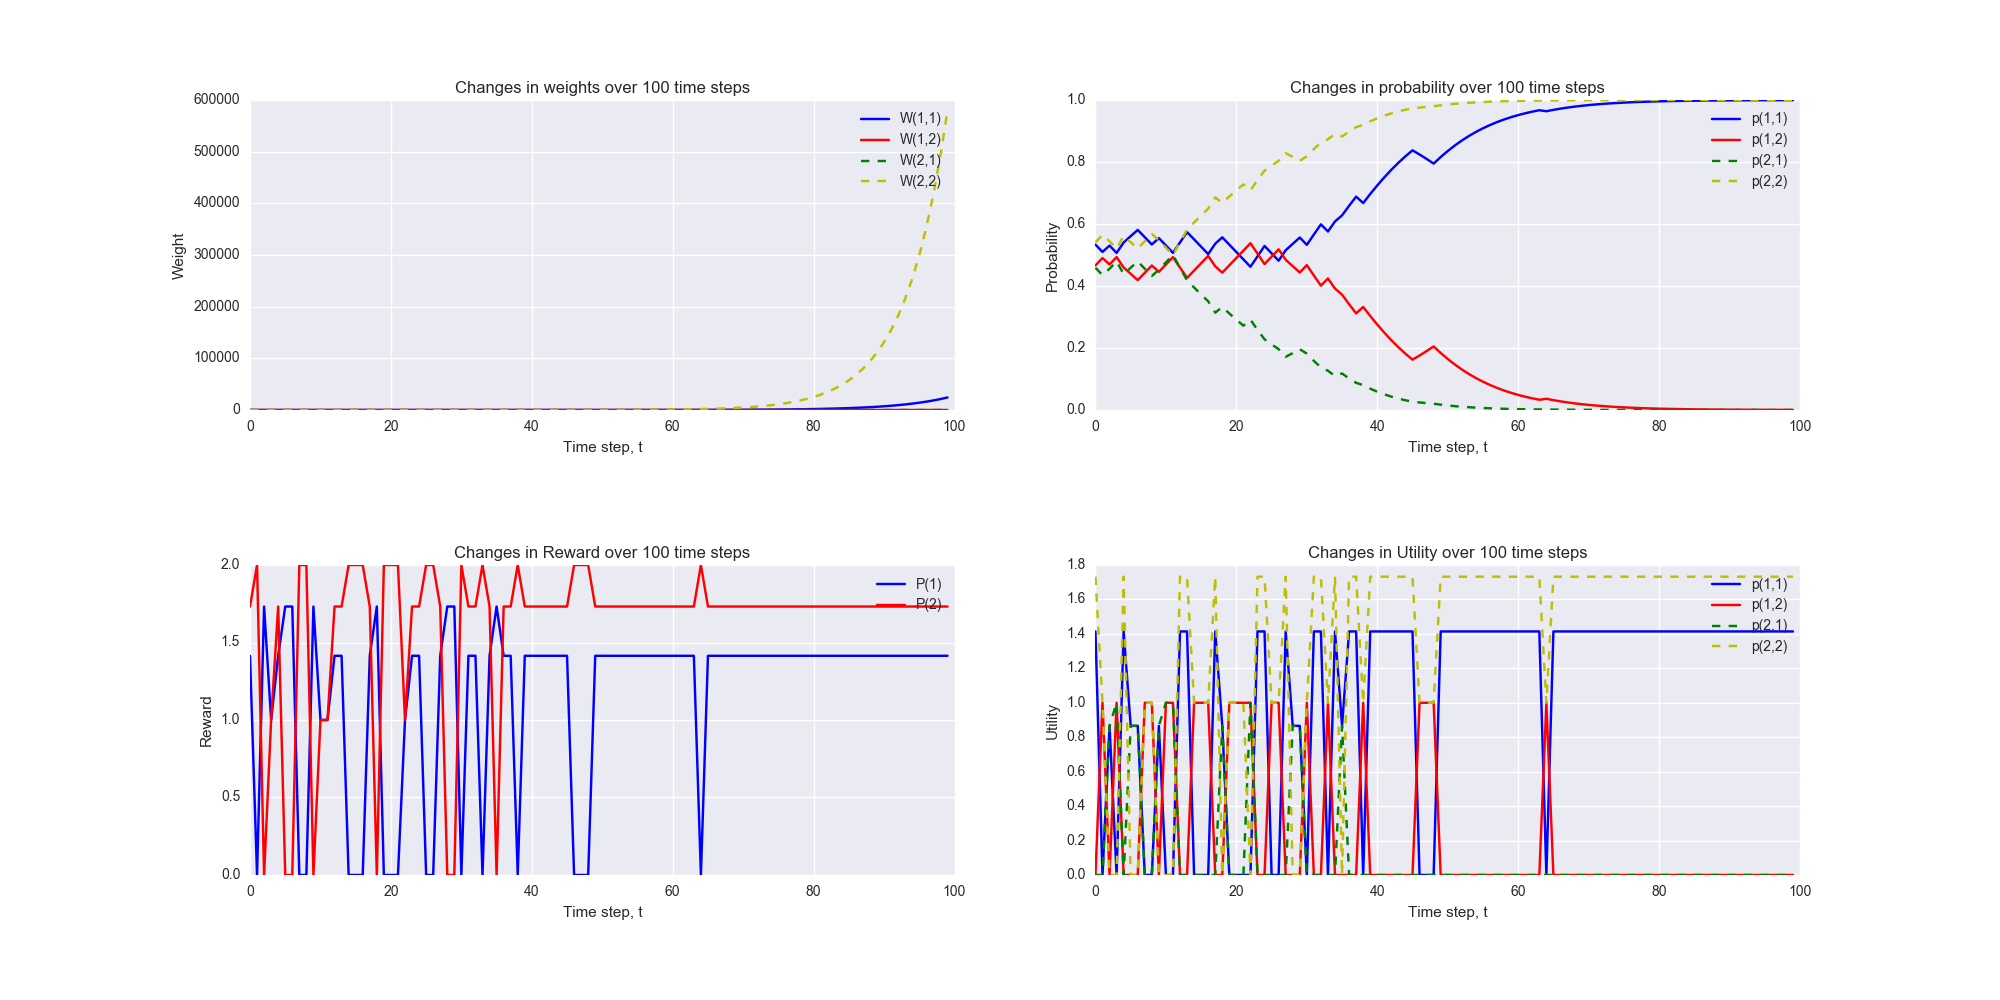 Changes in weights over 100 time steps
600000
500000
400000
300000
200000
100000
0
Weight
0 20 40 60 80 100
Time step, t
W(1,1)
W(1,2)
W(2,1)
W(2,2)
Changes in probability over 100 time steps
1.0
0.8
0.6
0.4
0.2
0.0
Probability
0 20 40 60 80 100
Time step, t
p(1,1)
p(1,2)
p(2,1)
p(2,2)
Changes in Reward over 100 time steps
2.0
1.5
1.0
0.5
0.0
Reward
0 20 40 60 80 100
Time step, t
P(1)
P(2)
Changes in Utility over 100 time steps
1.8
1.6
1.4
1.2
1.0
0.8
0.6
0.4
0.2
0.0
Utility
0 20 40 60 80 100
Time step, t
p(1,1)
p(1,2)
p(2,1)
p(2,2)